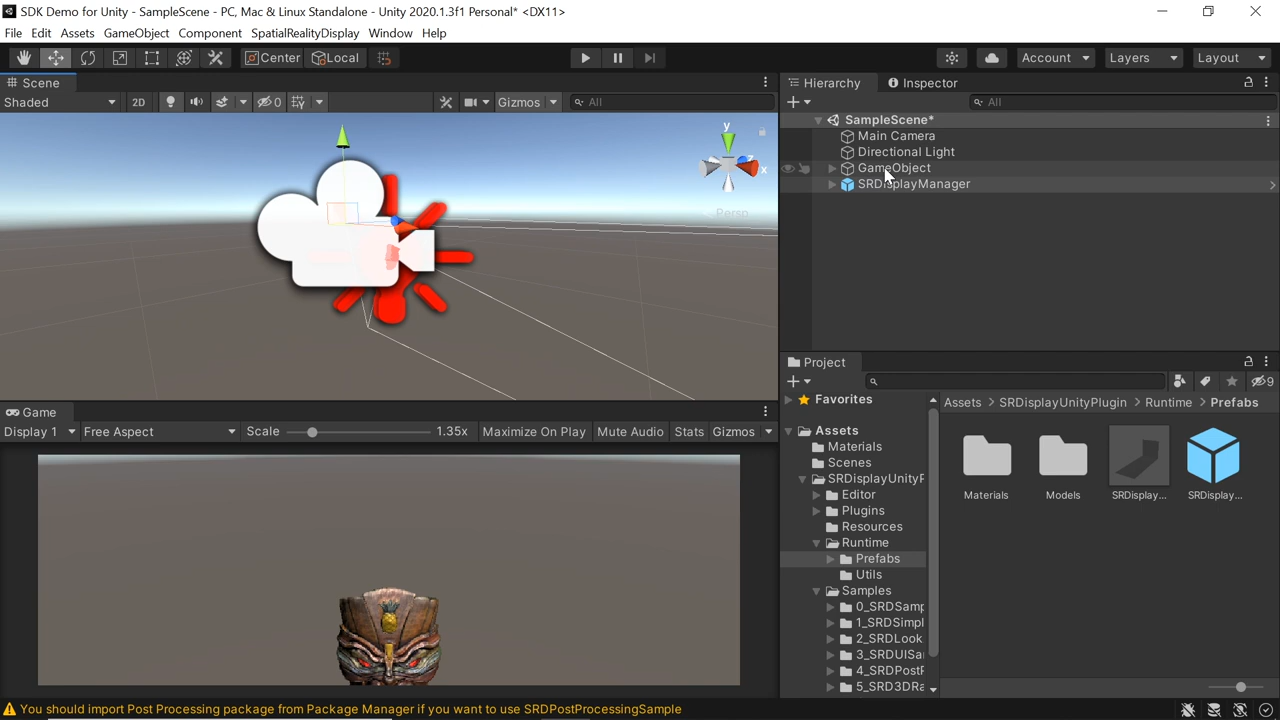 SDK Demo for Unity - SampleScene - PC, Mac & Linux Standalone - Unity 2020.1.3f1 Personal* <DX11>
File Edit Assets GameObject Component SpatialRealityDisplay Window Help
Center Local Account Layers Layout
Scene
Shaded 2D Gizmos All
y
x
z
Persp
Game
Display 1 Free Aspect Scale 1.35x Maximize On Play Mute Audio Stats Gizmos
Hierarchy Inspector
All
SampleScene*
Main Camera
Directional Light
GameObject
SRDisplayManager
Project
9
Favorites
Assets
Materials
Scenes
SRDisplayUnityP
Editor
Plugins
Resources
Runtime
Prefabs
Utils
Samples
0_SRDSamp
1_SRDSimpl
2_SRDLook
3_SRDUISa
4_SRDPostF
5_SRD3DRa
Assets > SRDisplayUnityPlugin > Runtime > Prefabs
Materials Models SRDisplay... SRDisplay...
You should import Post Processing package from Package Manager if you want to use SRDPostProcessingSample